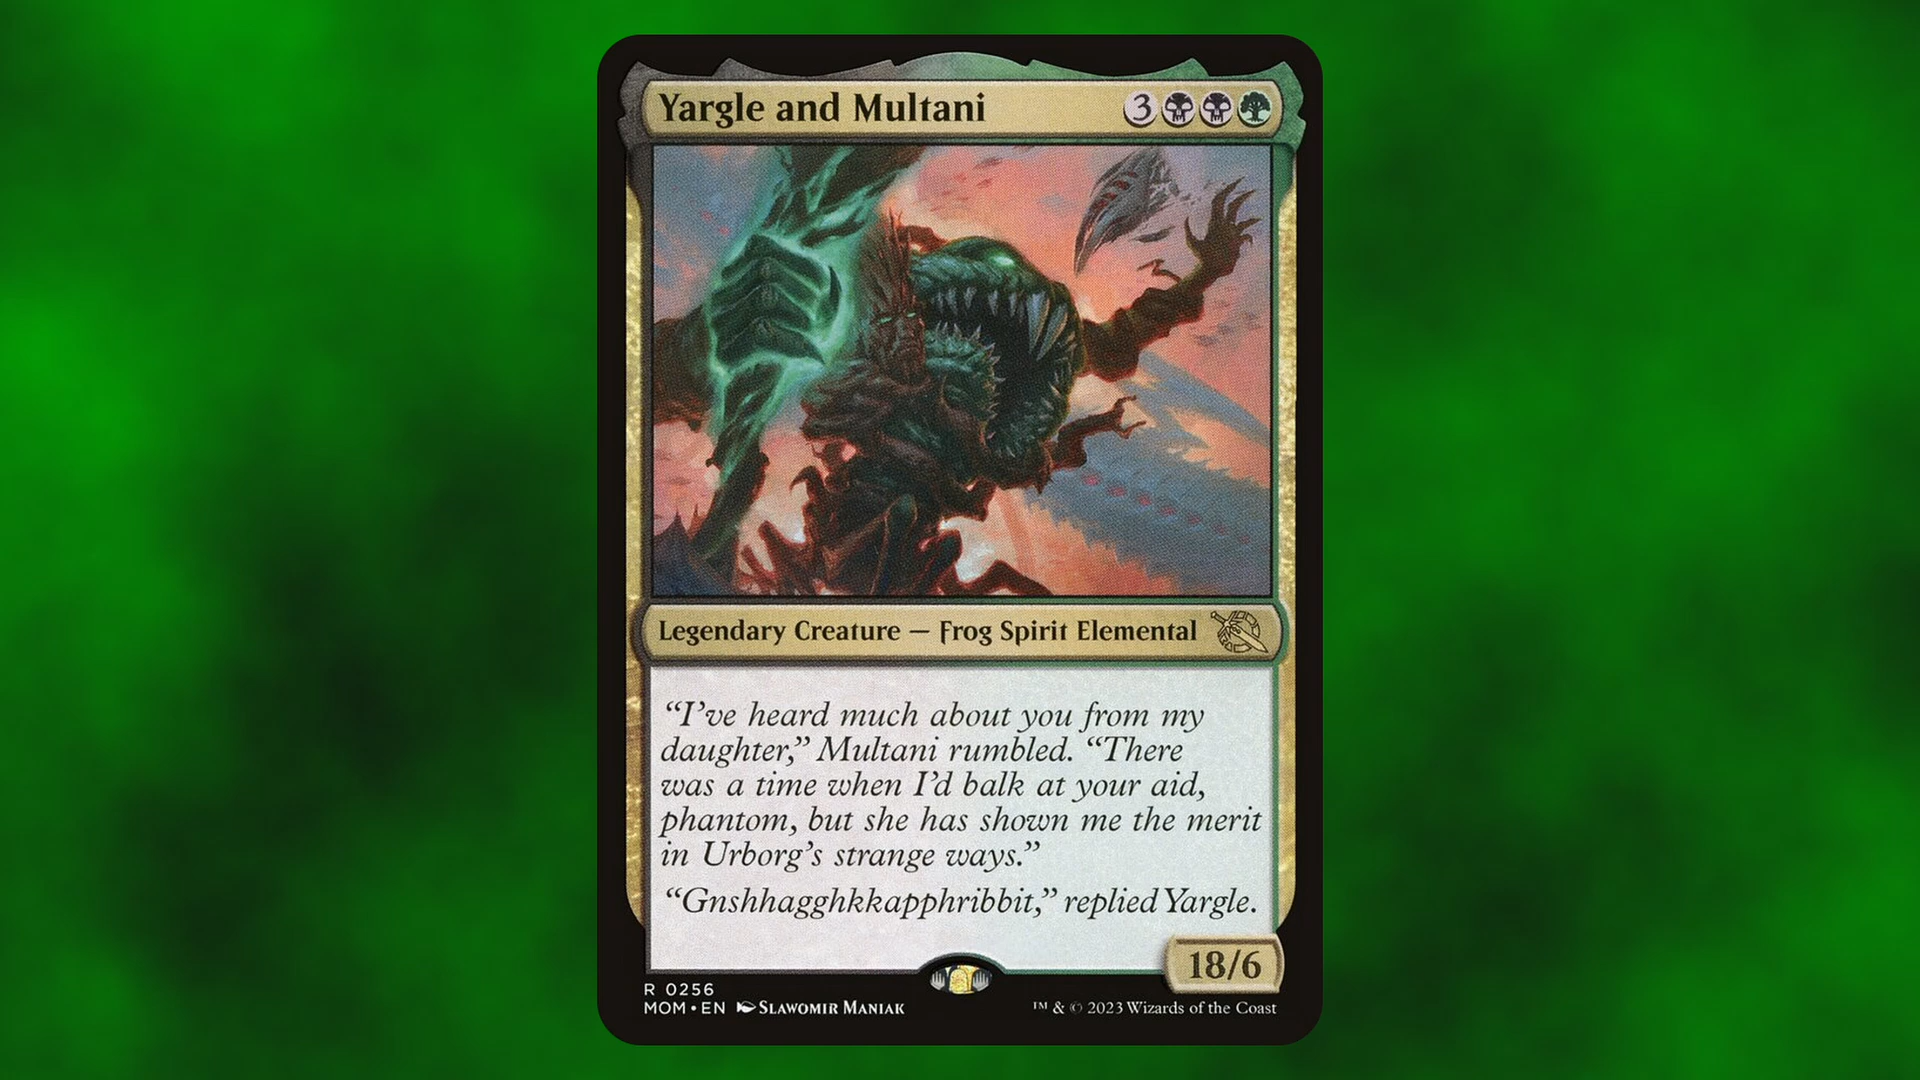 Yargle and Multani 3
Legendary Creature — Frog Spirit Elemental
“I’ve heard much about you from my
daughter,” Multani rumbled. “There
was a time when I’d balk at your aid,
phantom, but she has shown me the merit
in Urborg’s strange ways.”
“Gnshhagghkkapphribbit,” replied Yargle.
18/6
R 0256
MOM • EN Slawomir Maniak
™ & © 2023 Wizards of the Coast